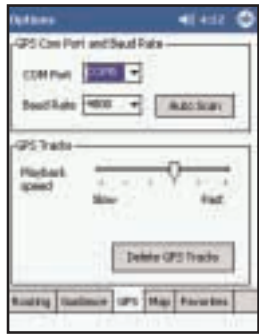 Options 4:12
GPS Com Port and Baud Rate
COM Port
Baud Rate 4800 Auto Scan
GPS Tracks
Playback
speed
Slow Fast
Delete GPS Tracks
Routing Guidance GPS Map Favorites